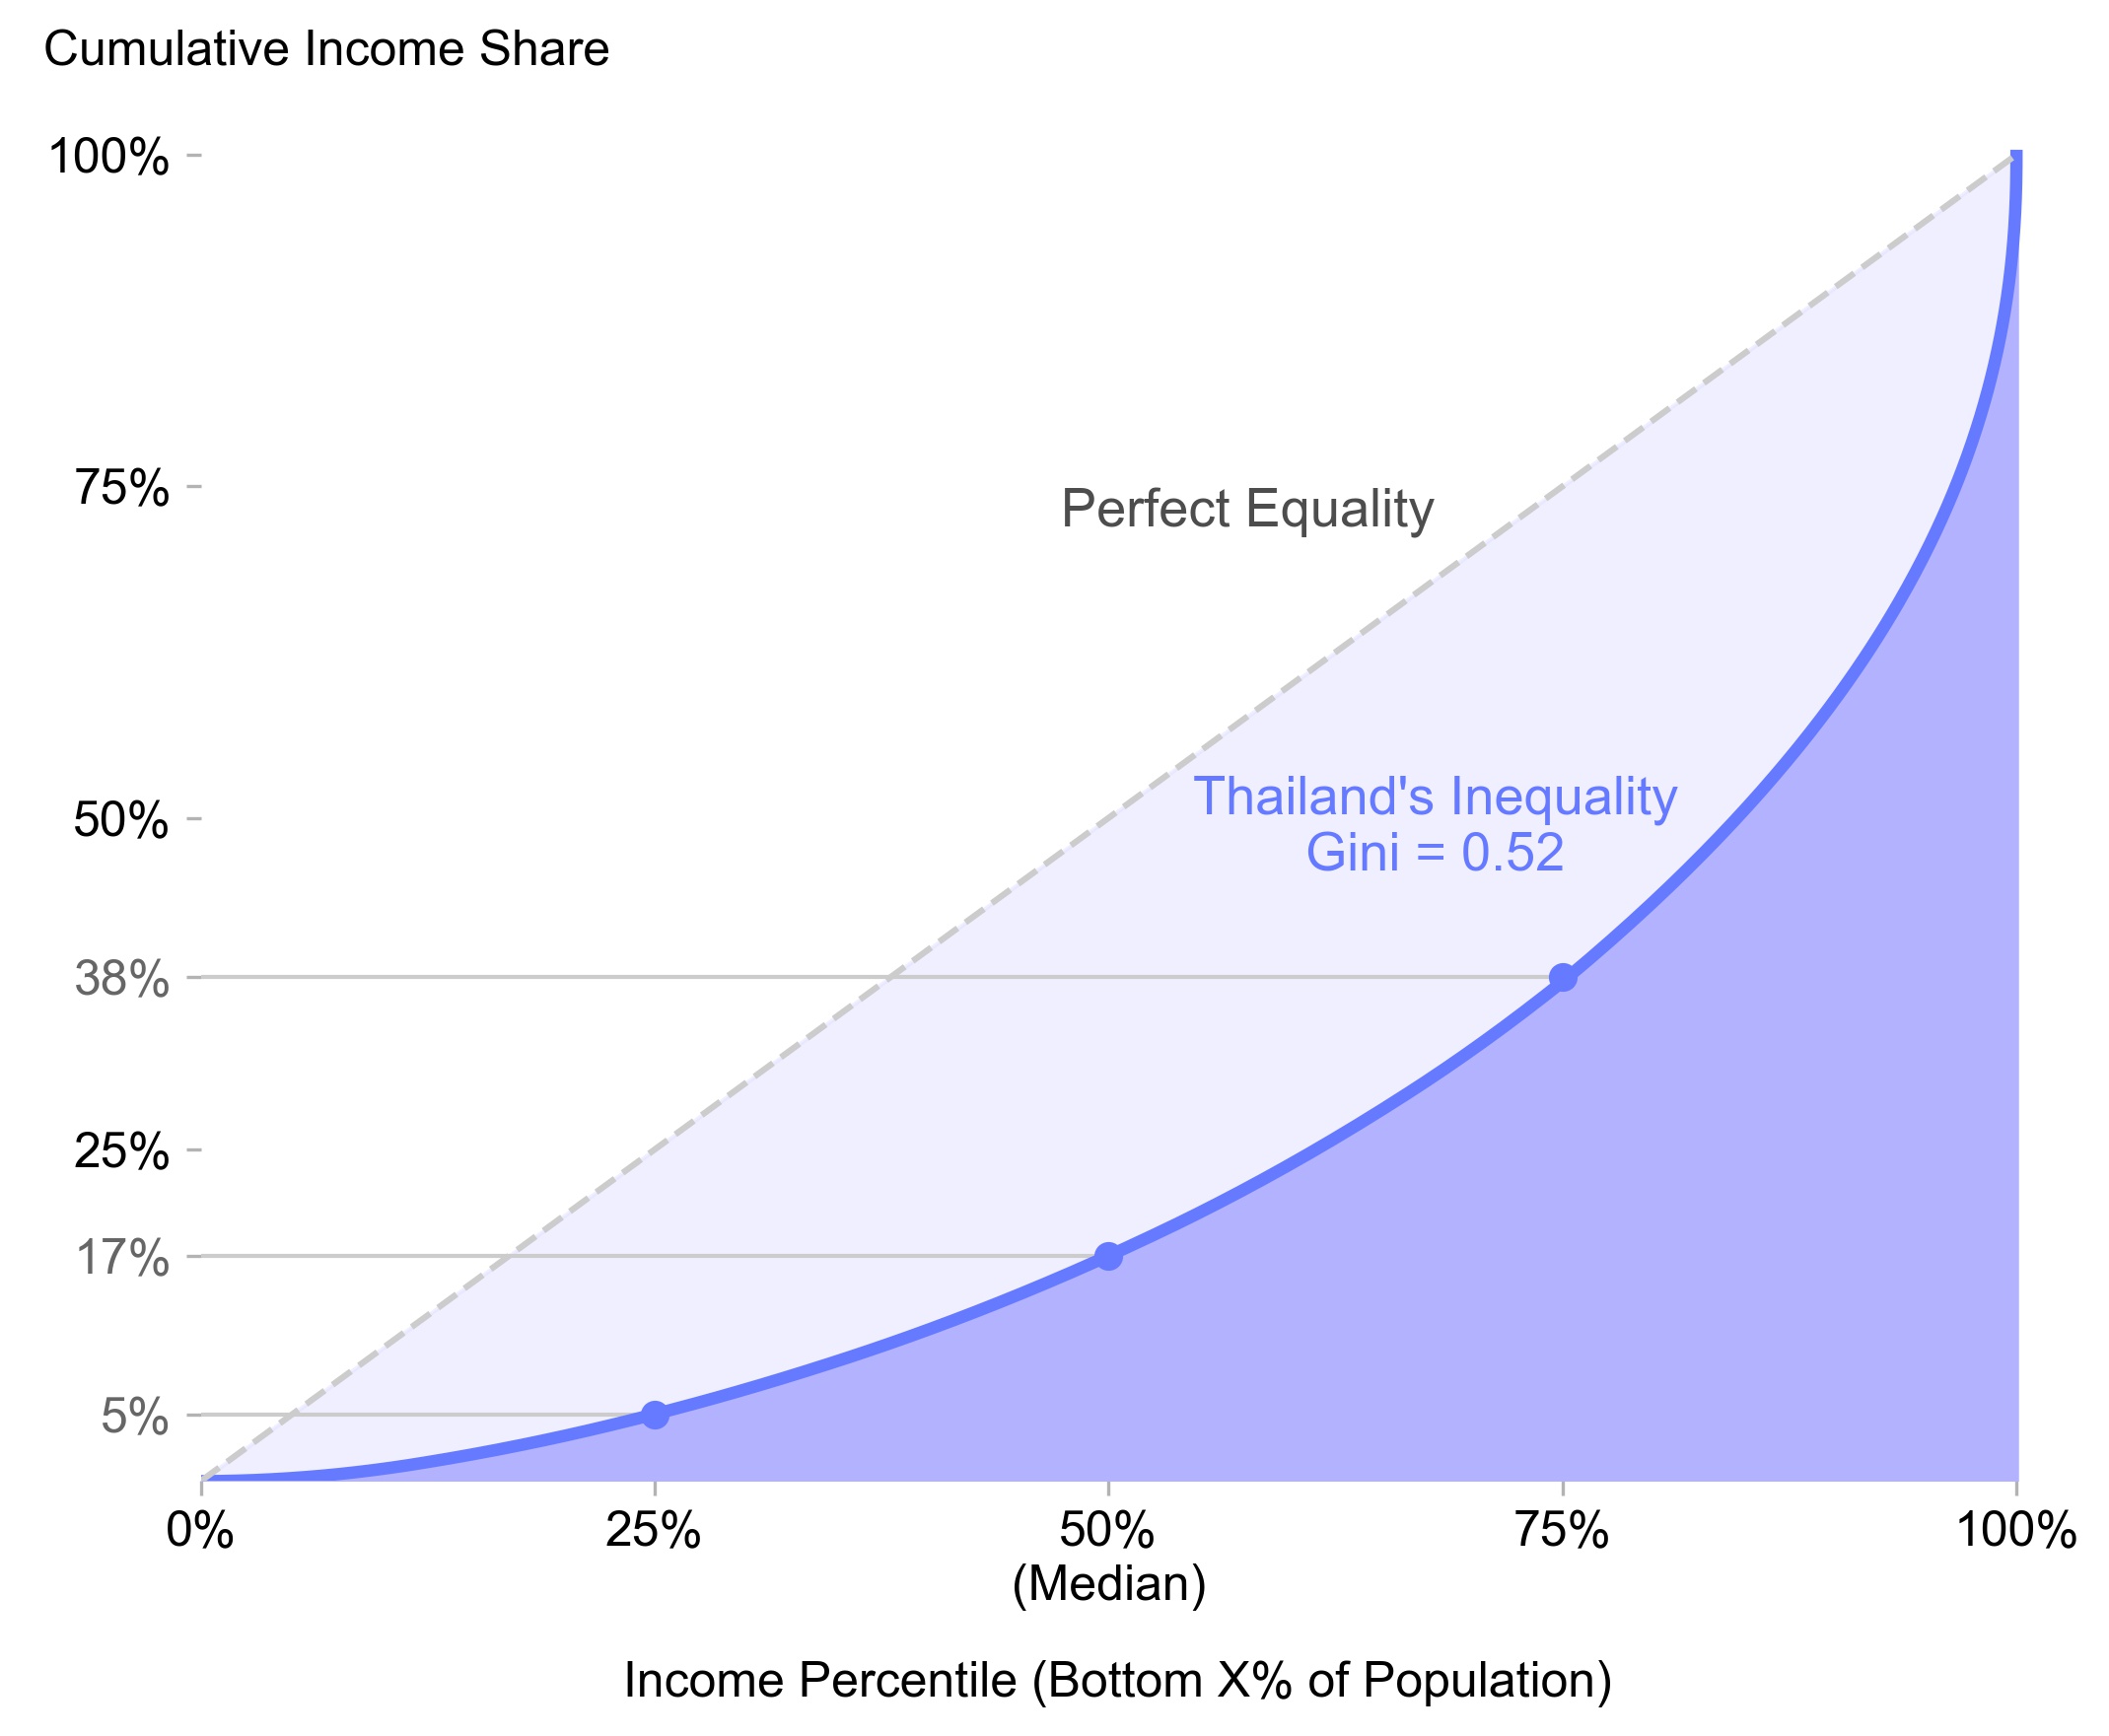 Cumulative Income Share
100%
75%
Perfect Equality
Thailand's Inequality
50%
Gini = 0.52
38%
25%
17%
5%
0% 25% 50% 75% 100%
(Median)
Income Percentile (Bottom X% of Population)